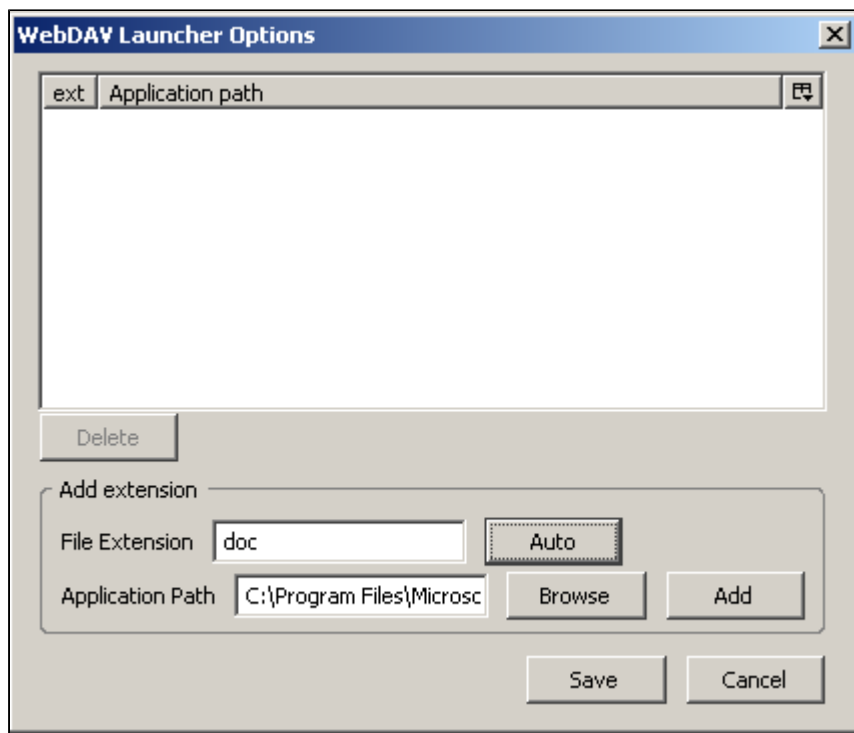 WebDAV Launcher Options
ext Application path
Delete
Add extension
File Extension doc Auto
Application Path C:\Program Files\Microsc Browse Add
Save Cancel